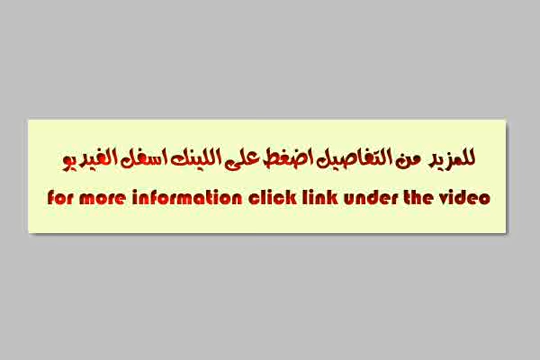 للمزيد من التفاصيل اضغط على اللينك اسفل الفيديو
for more information click link under the video